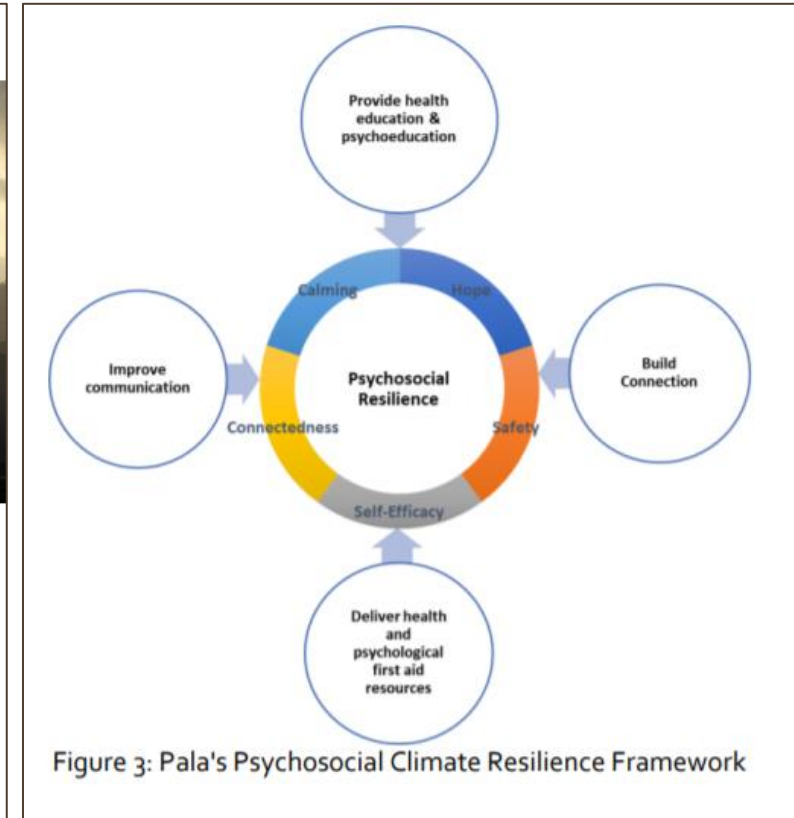 Provide health
education &
psychoeducation
Calming
Hope
Improve
communication
Psychosocial
Resilience
Build
Connection
Connectedness
Safety
Self-Efficacy
Deliver health
and
psychological
first aid
resources
Figure 3: Pala's Psychosocial Climate Resilience Framework